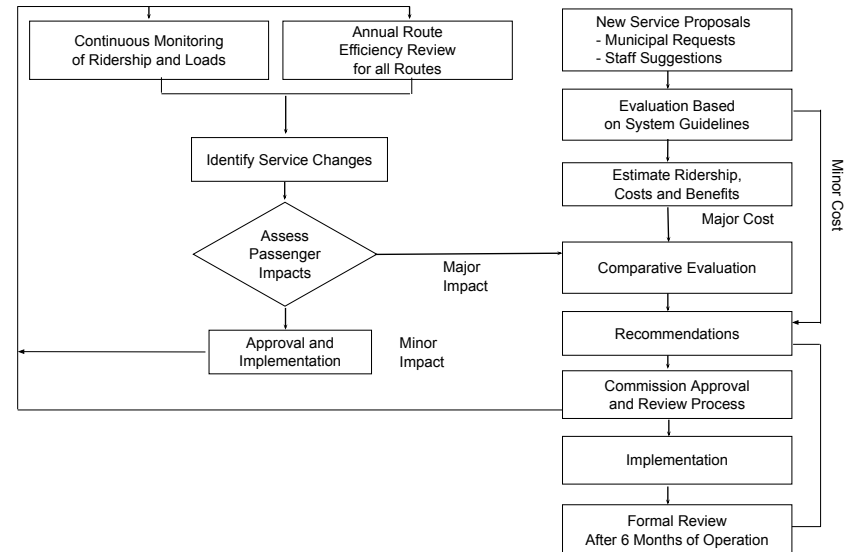 Continuous Monitoring
of Ridership and Loads
Annual Route
Efficiency Review
for all Routes
Identify Service Changes
Assess
Passenger
Impacts
Major
Impact
Approval and
Implementation
Minor
Impact
New Service Proposals
- Municipal Requests
- Staff Suggestions
Evaluation Based
on System Guidelines
Estimate Ridership,
Costs and Benefits
Major Cost
Minor Cost
Comparative Evaluation
Recommendations
Commission Approval
and Review Process
Implementation
Formal Review
After 6 Months of Operation